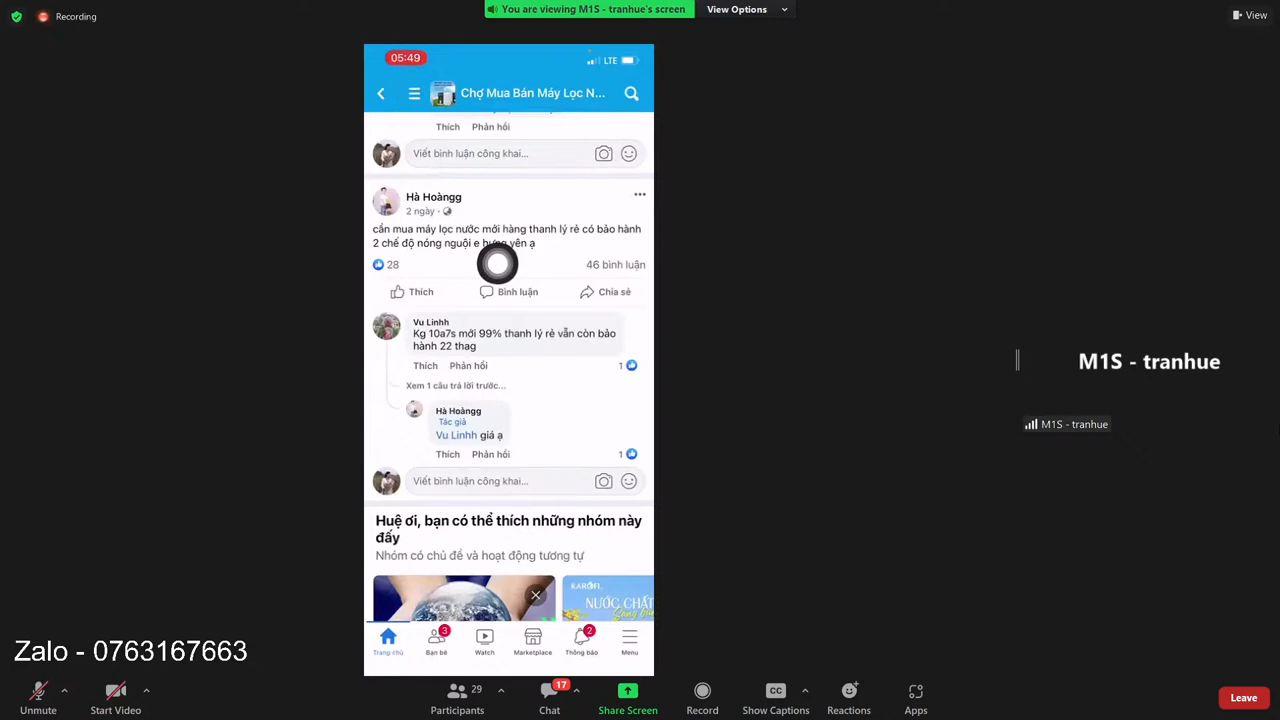 Recording
You are viewing M1S - tranhue's screen
View Options
View
05:49
LTE
Chợ Mua Bán Máy Lọc N...
Thích Phản hồi
Viết bình luận công khai...
Hà Hoàngg
2 ngày ·
cần mua máy lọc nước mới hàng thanh lý rẻ có bảo hành
2 chế độ nóng nguội e hưng yên ạ
28
46 bình luận
Thích
Bình luận
Chia sẻ
Vu Linhh
Kg 10a7s mới 99% thanh lý rẻ vẫn còn bảo
hành 22 thag
Thích Phản hồi
1
Xem 1 câu trả lời trước...
Hà Hoàngg
Tác giả
Vu Linhh giá ạ
Thích Phản hồi
1
Viết bình luận công khai...
Huệ ơi, bạn có thể thích những nhóm này
đấy
Nhóm có chủ đề và hoạt động tương tự
KAROFI
NƯỚC CHẤT
3
2
Trang chủ
Bạn bè
Watch
Marketplace
Thông báo
Menu
M1S - tranhue
M1S - tranhue
Zalo - 0763167663
Unmute
Start Video
29
Participants
17
Chat
Share Screen
Record
CC
Show Captions
Reactions
Apps
Leave